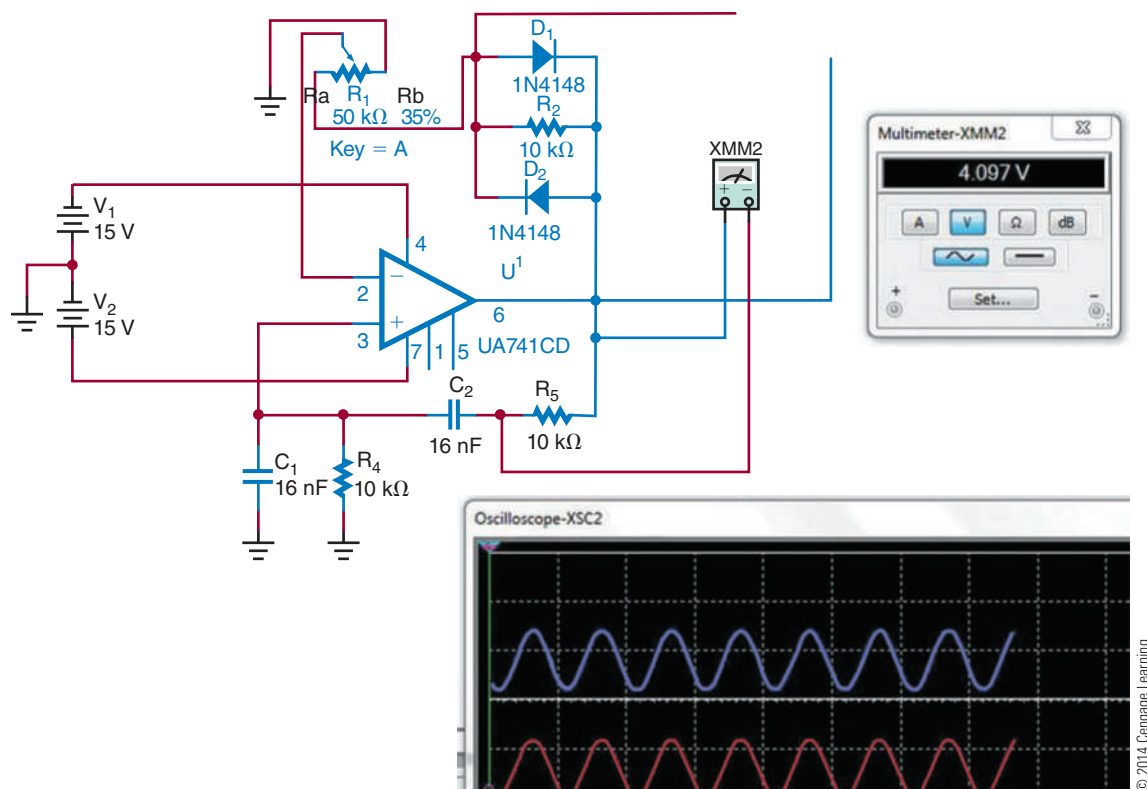 D1
1N4148
Ra R1 Rb
50 kΩ 35%
Key = A
R2
10 kΩ
D2
1N4148
V1
15 V
V2
15 V
4
−
2
+
3
7
1
5
6
U1
UA741CD
XMM2
+ −
C2
16 nF
R5
10 kΩ
C1
16 nF
R4
10 kΩ
Multimeter-XMM2
4.097 V
A V Ω dB
Set...
+ −
Oscilloscope-XSC2
© 2014 Cengage Learning